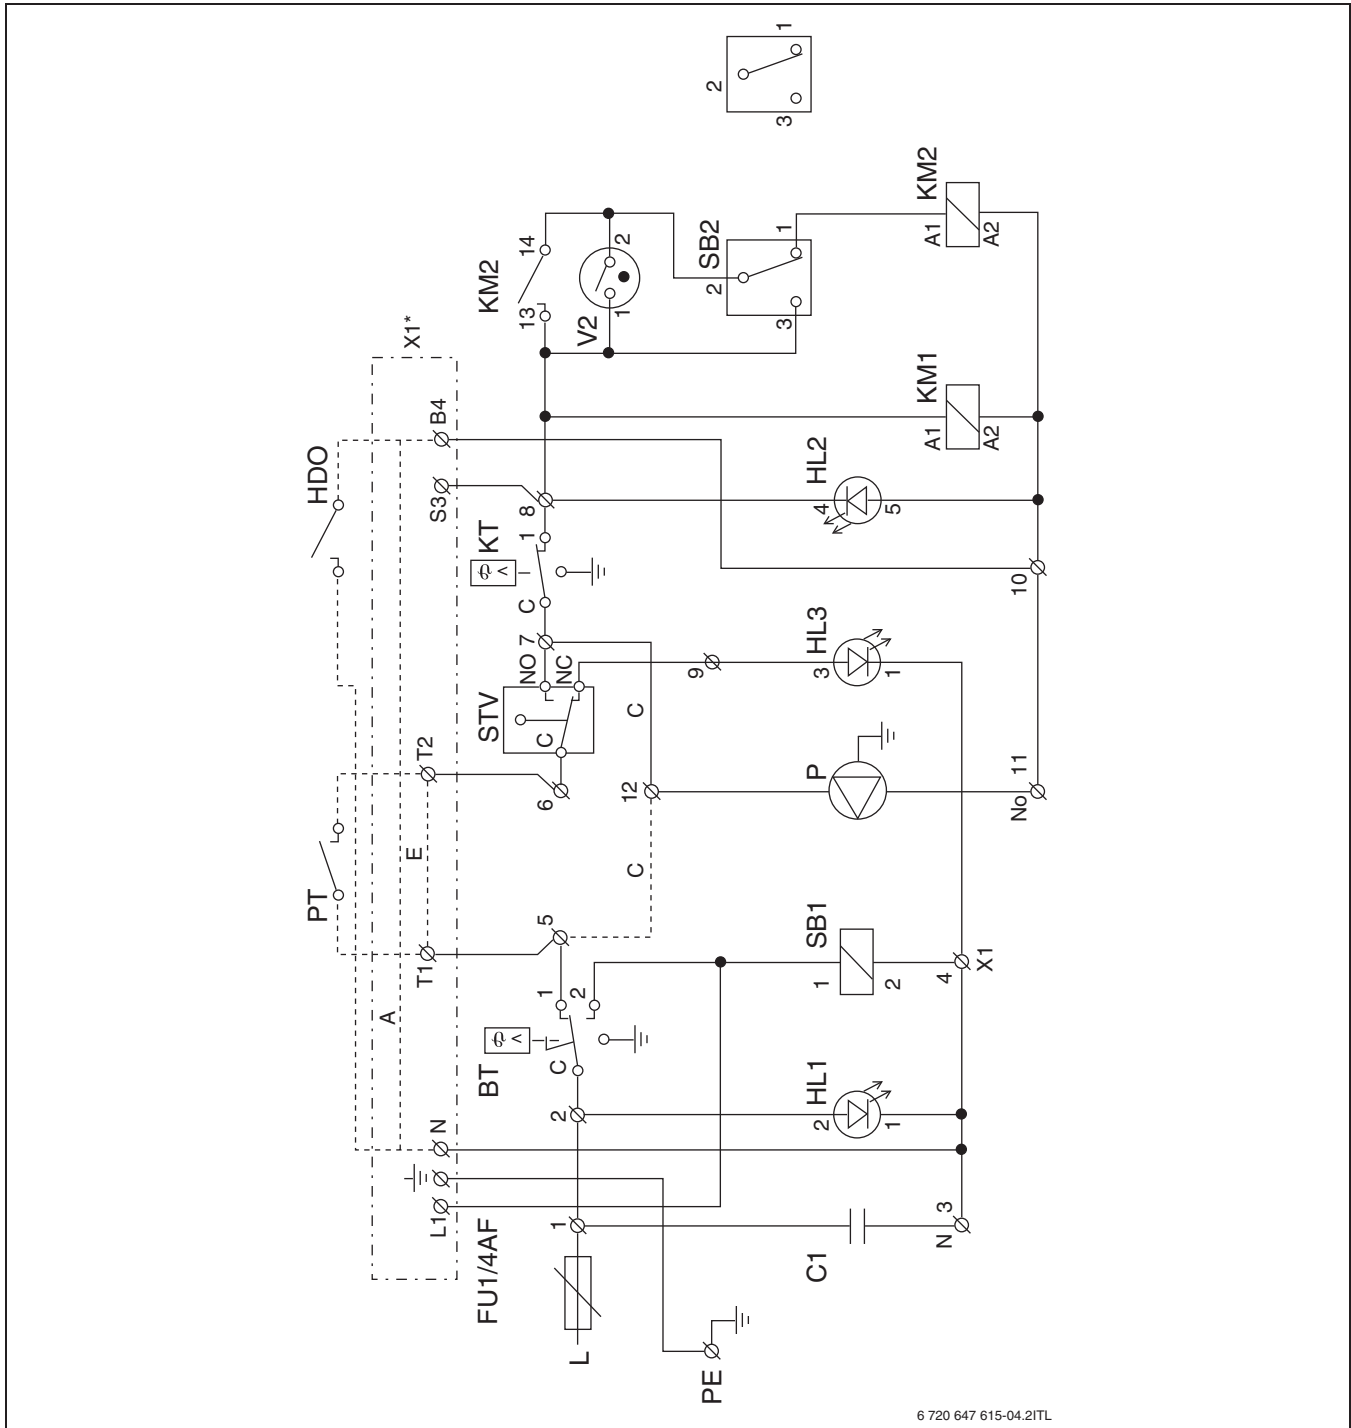 PT
HDO
A
E
X1*
L1
N
T1
T2
S3
B4
FU1/4AF
BT
ϑ
STV
KT
ϑ
KM2
1
2
C
1
2
5
6
C
NO
NC
7
C
1
8
13
14
L
V2
1
2
C
12
C
PE
9
SB2
2
3
1
2
3
1
C1
HL1
2
1
SB1
1
2
P
HL3
3
1
HL2
4
5
KM1
A1
A2
KM2
A1
A2
N
3
4
X1
No
11
10
6 720 647 615-04.2ITL